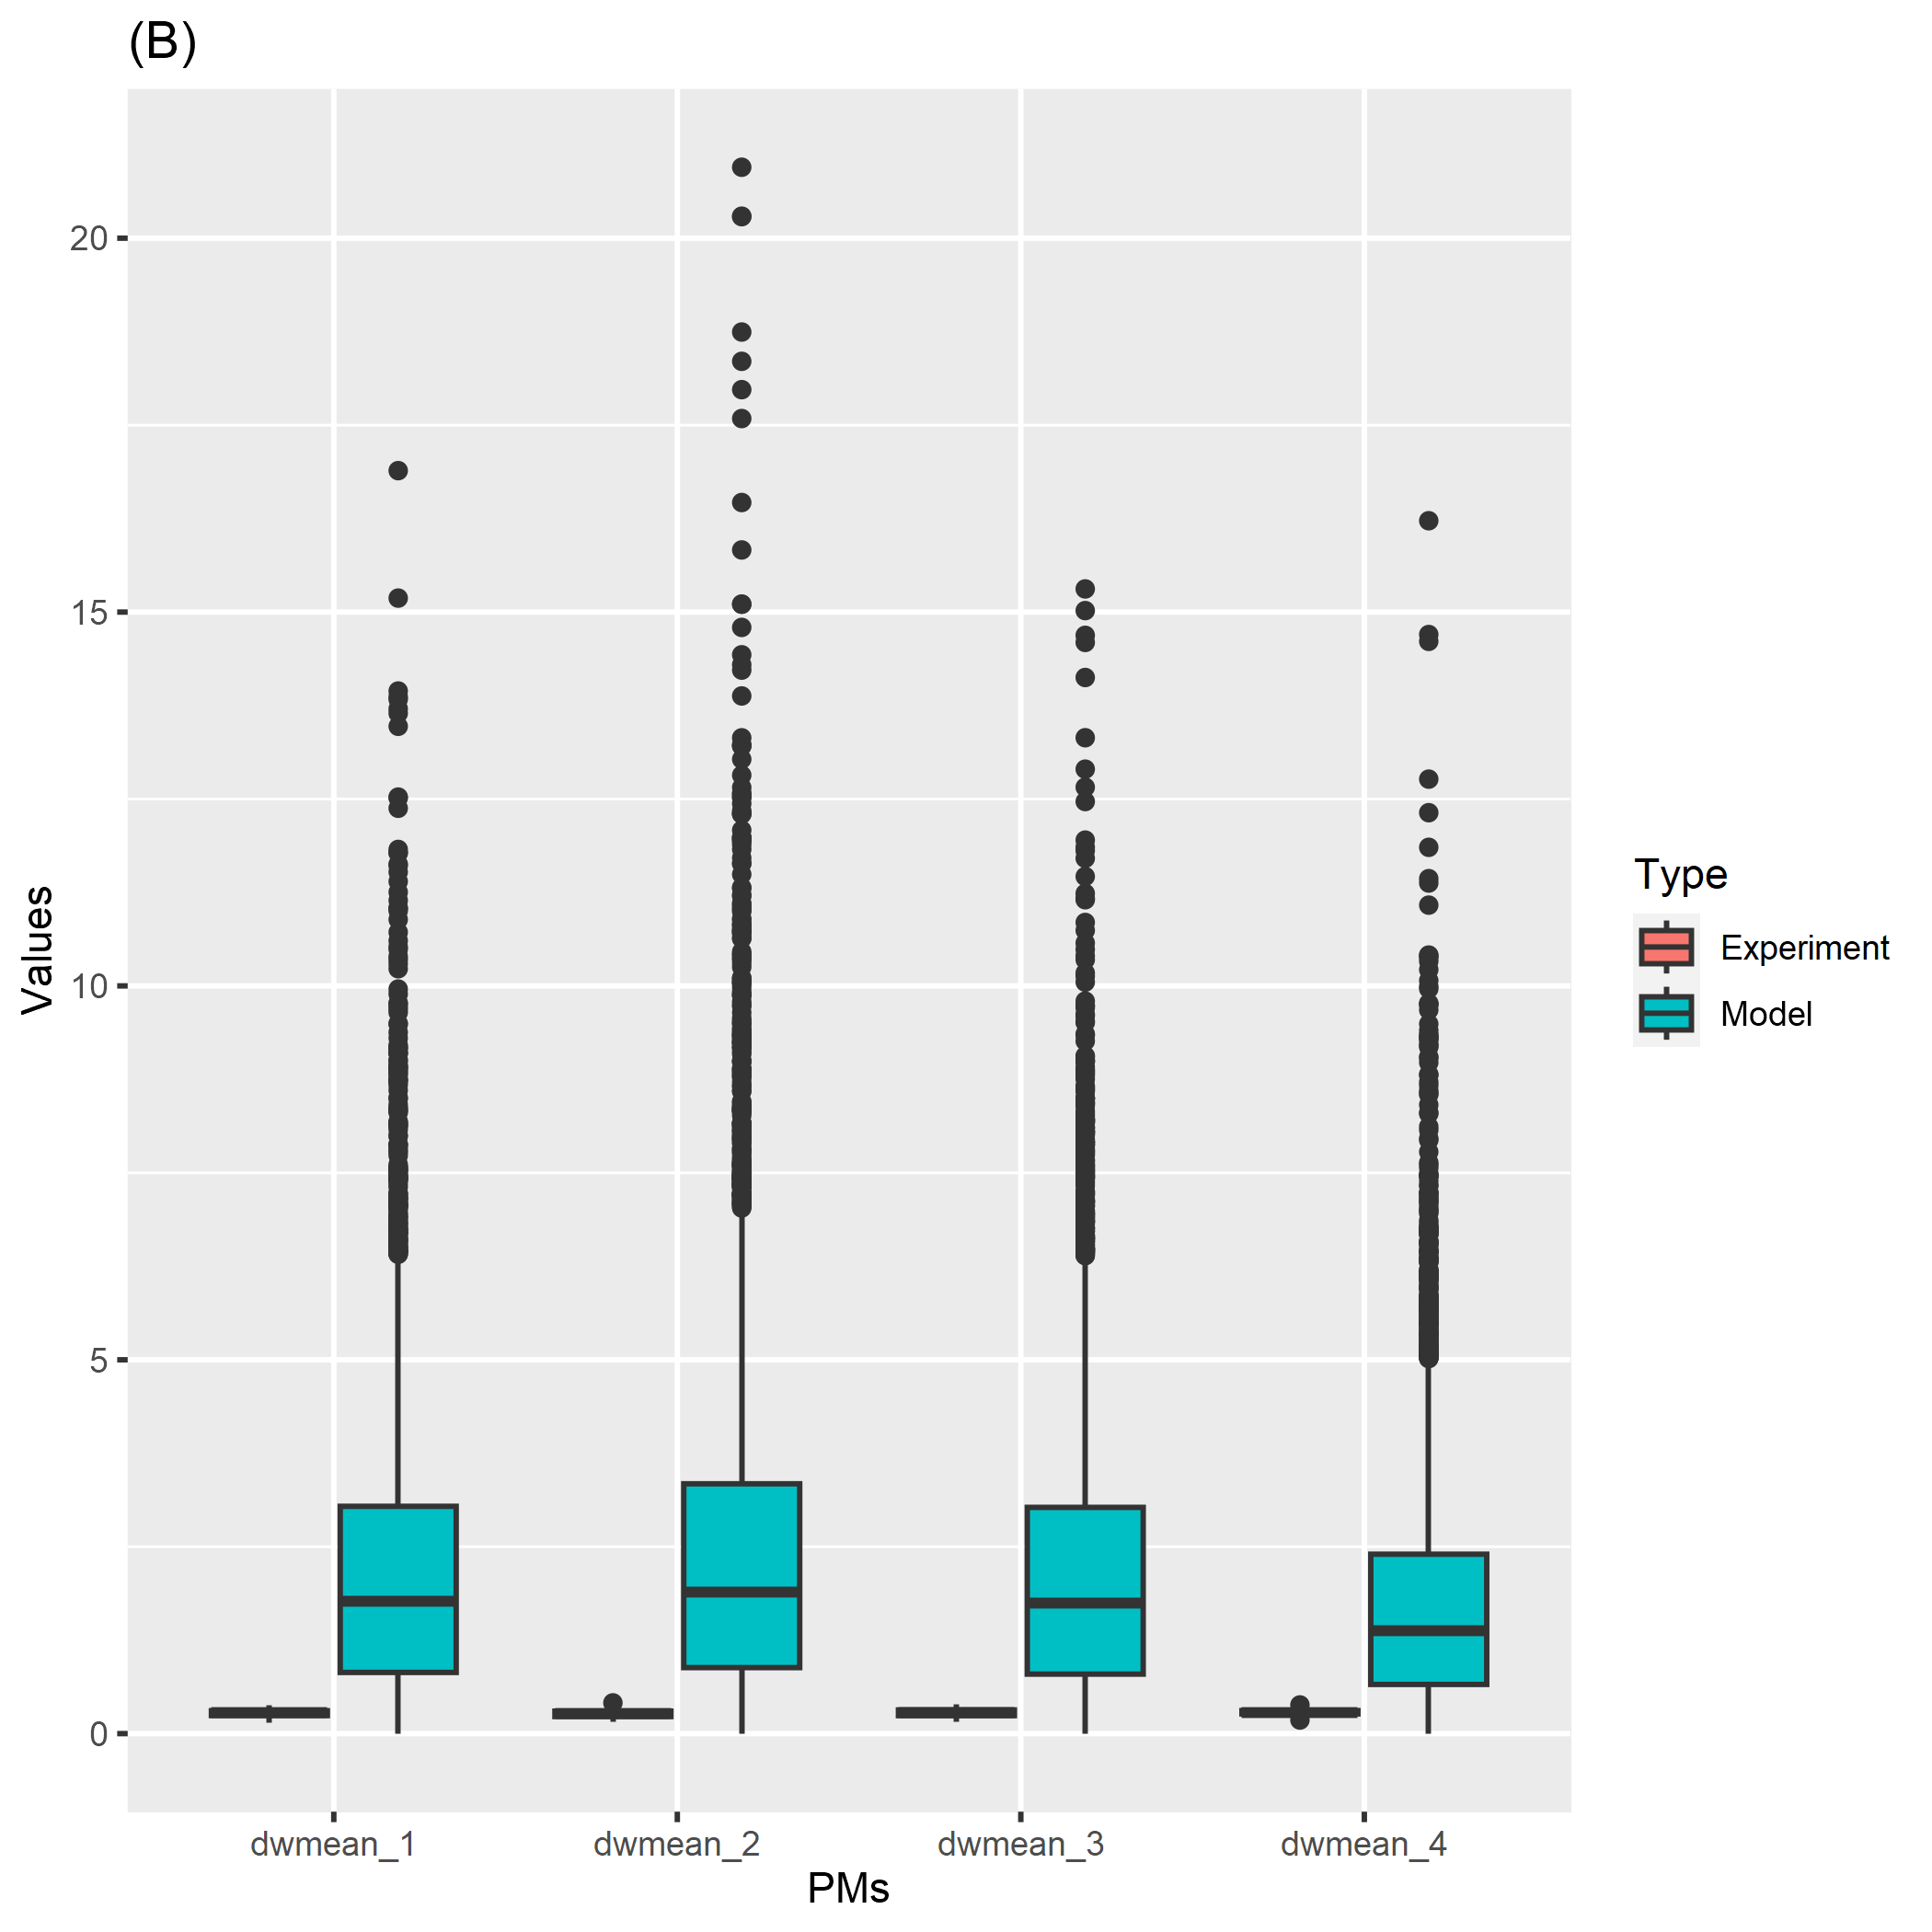 (B)
Values
20
15
10
5
0
dwmean_1
dwmean_2
dwmean_3
dwmean_4
PMs
Type
Experiment
Model